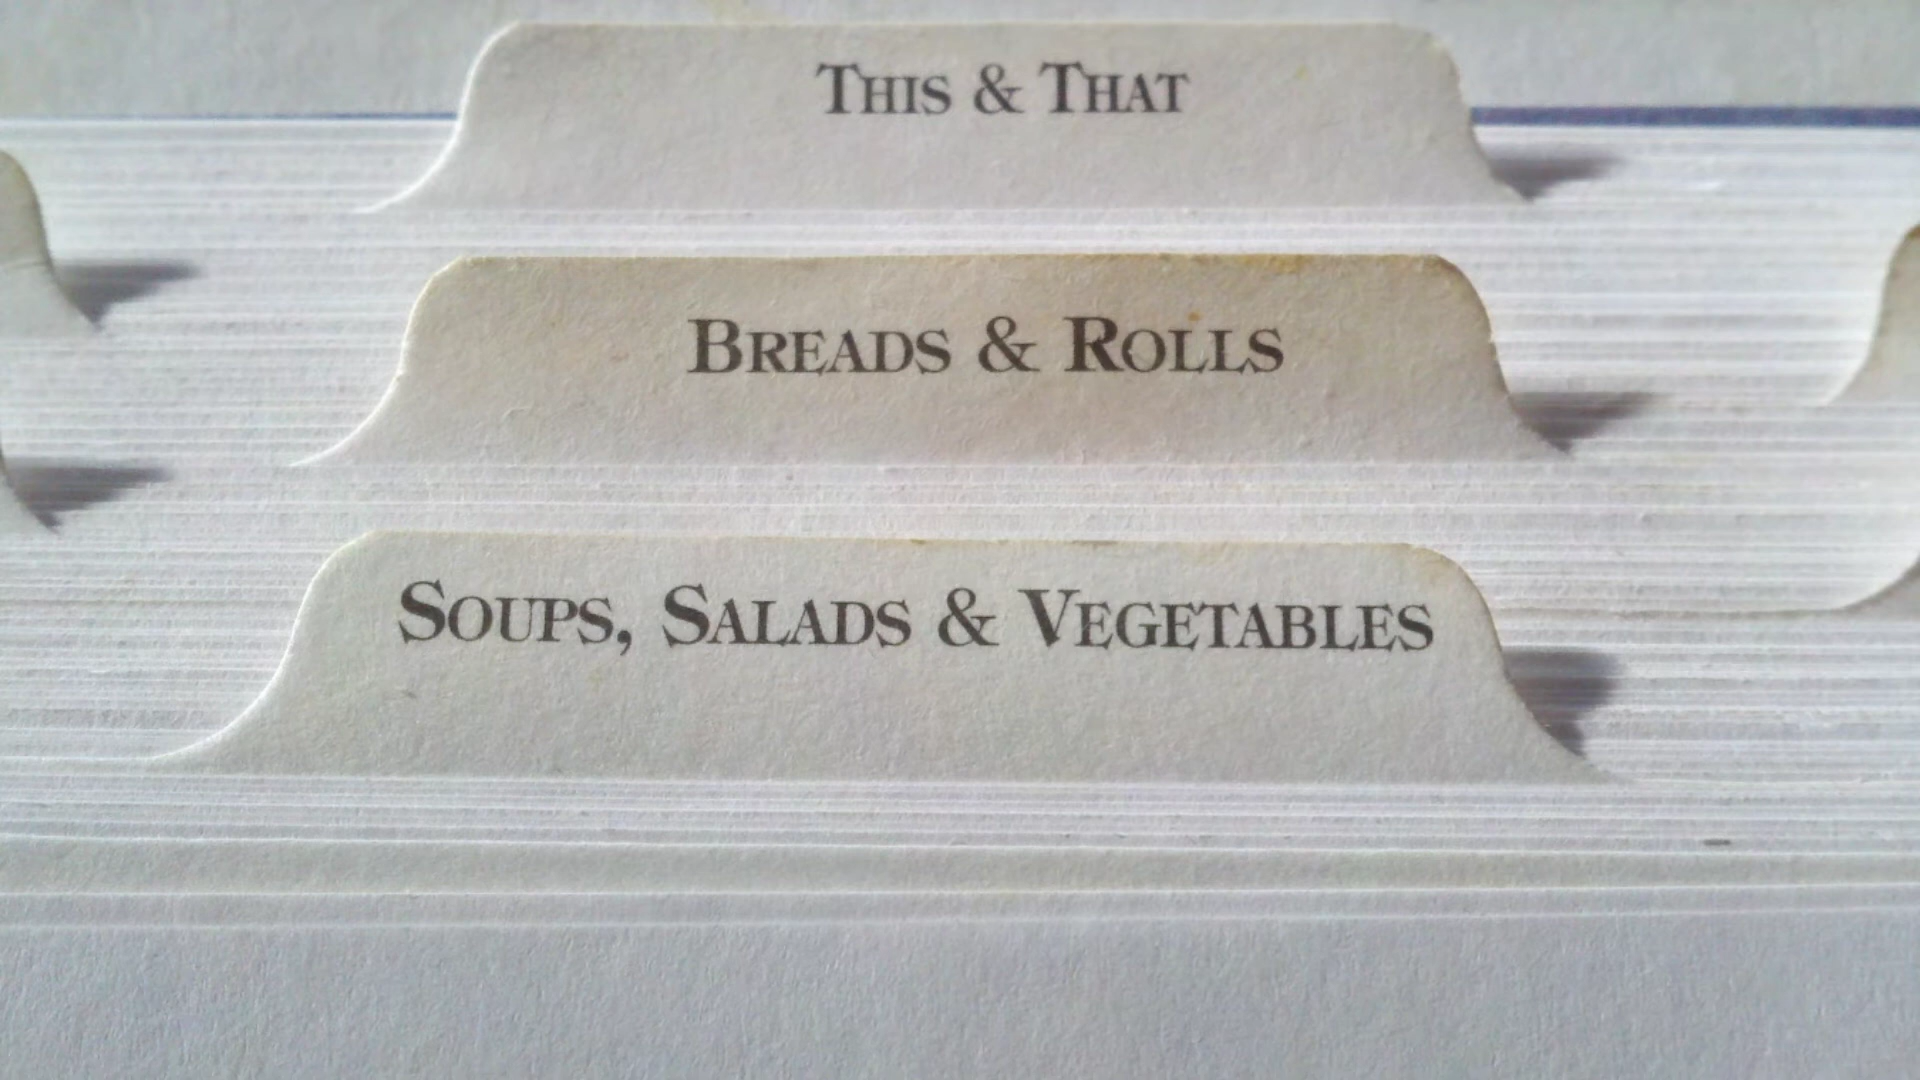 THIS & THAT
BREADS & ROLLS
SOUPS, SALADS & VEGETABLES